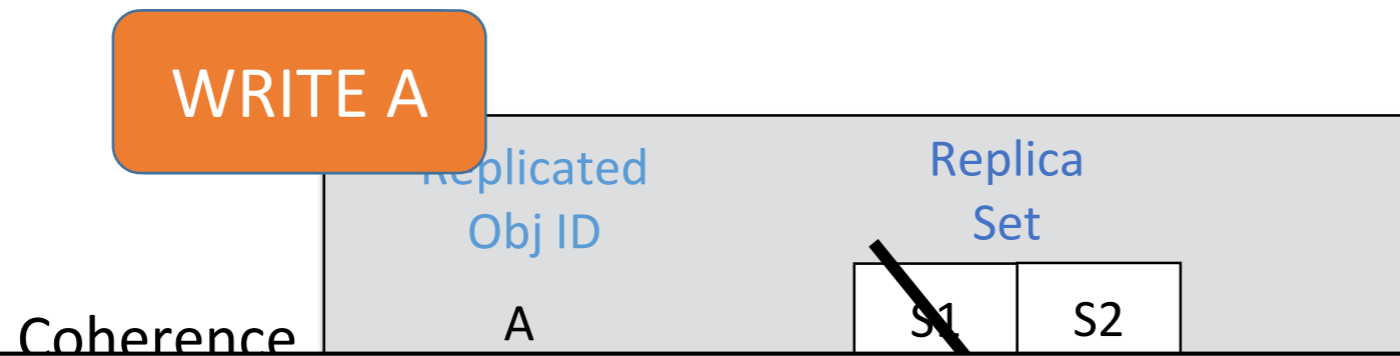 WRITE A
Replicated
Obj ID
Replica
Set
Coherence
A
S1
S2